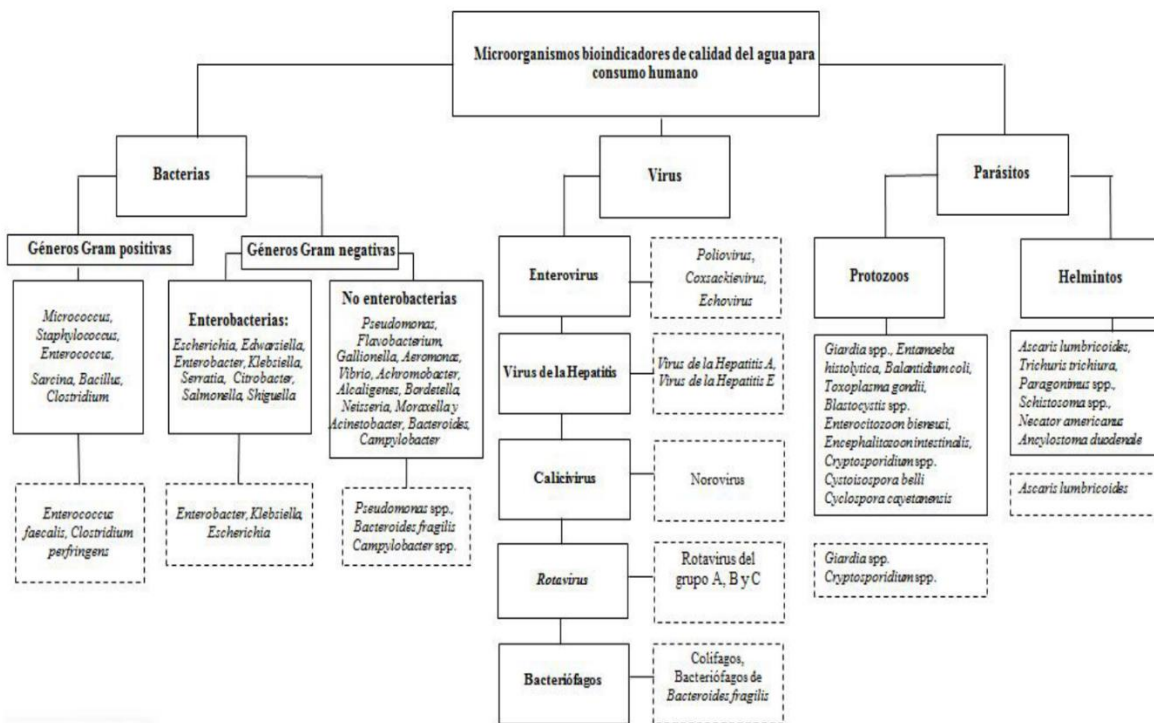 Microorganismos bioindicadores de calidad del agua para
consumo humano
Bacterias
Géneros Gram positivas
Micrococcus,
Staphylococcus,
Enterococcus,
Sarcina, Bacillus,
Clostridium
Enterococcus
faecalis, Clostridium
perfringens
Géneros Gram negativas
Enterobacterias:
Escherichia, Edwarsiella,
Enterobacter, Klebsiella,
Serratia, Citrobacter,
Salmonella, Shiguella
Enterobacter, Klebsiella,
Escherichia
No enterobacterias
Pseudomonas,
Flavobacterium,
Gallionella, Aeromonas,
Vibrio, Achromobacter,
Alcaligenes, Bordetella,
Neisseria, Moraxella y
Acinetobacter, Bacteroides,
Campylobacter
Pseudomonas spp.,
Bacteroides fragilis
Campylobacter spp.
Virus
Enterovirus
Poliovirus,
Coxsackievirus,
Echovirus
Virus de la Hepatitis
Virus de la Hepatitis A,
Virus de la Hepatitis E
Calicivirus
Norovirus
Rotavirus
Rotavirus del
grupo A, B y C
Bacteriófagos
Colifagos,
Bacteriófagos de
Bacteroides fragilis
Parásitos
Protozoos
Giardia spp., Entamoeba
histolytica, Balantidium coli,
Toxoplasma gondii,
Blastocystis spp.
Enterocitozoon bieneusi,
Encephalitozoon intestinalis,
Cryptosporidium spp.
Cystoisospora belli
Cyclospora cayetanensis
Giardia spp.
Cryptosporidium spp.
Helmintos
Ascaris lumbricoides,
Trichuris trichiura,
Paragonimus spp.,
Schistosoma spp.,
Necator americanus
Ancylostoma duodenale
Ascaris lumbricoides